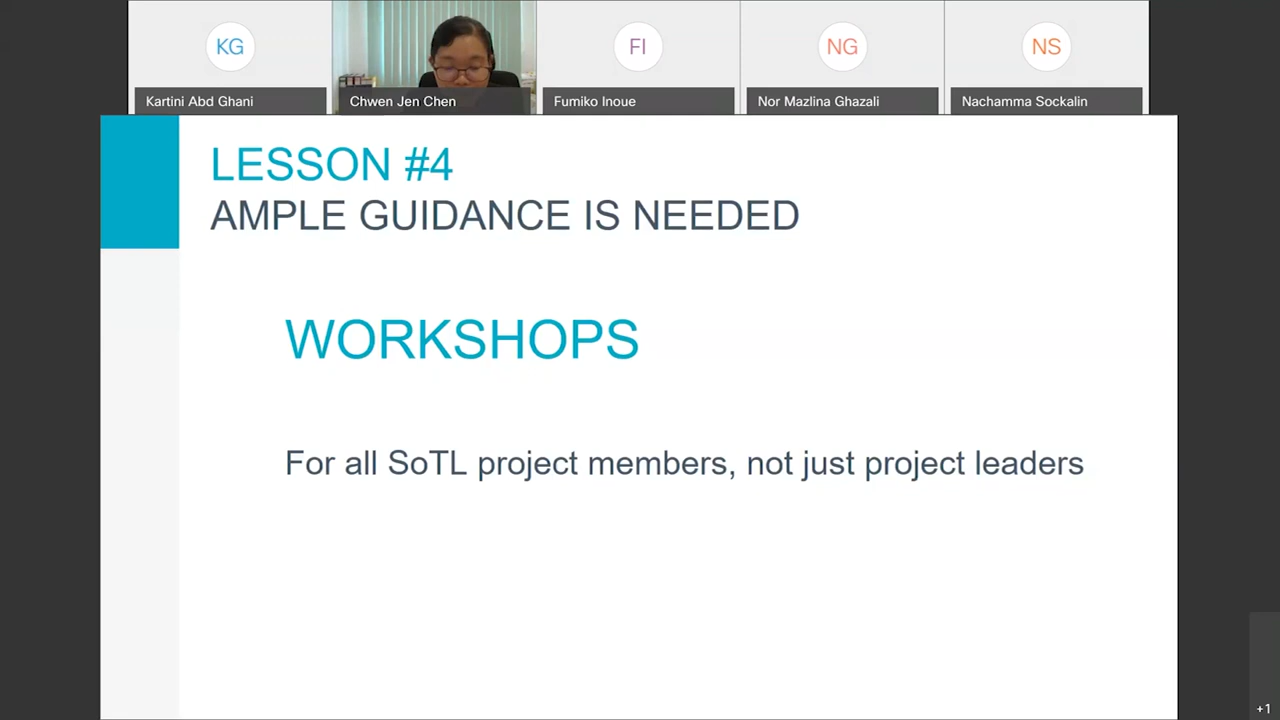 KG
FI
NG
NS
Kartini Abd Ghani
Chwen Jen Chen
Fumiko Inoue
Nor Mazlina Ghazali
Nachamma Sockalin
LESSON #4
AMPLE GUIDANCE IS NEEDED
WORKSHOPS
For all SoTL project members, not just project leaders
+1